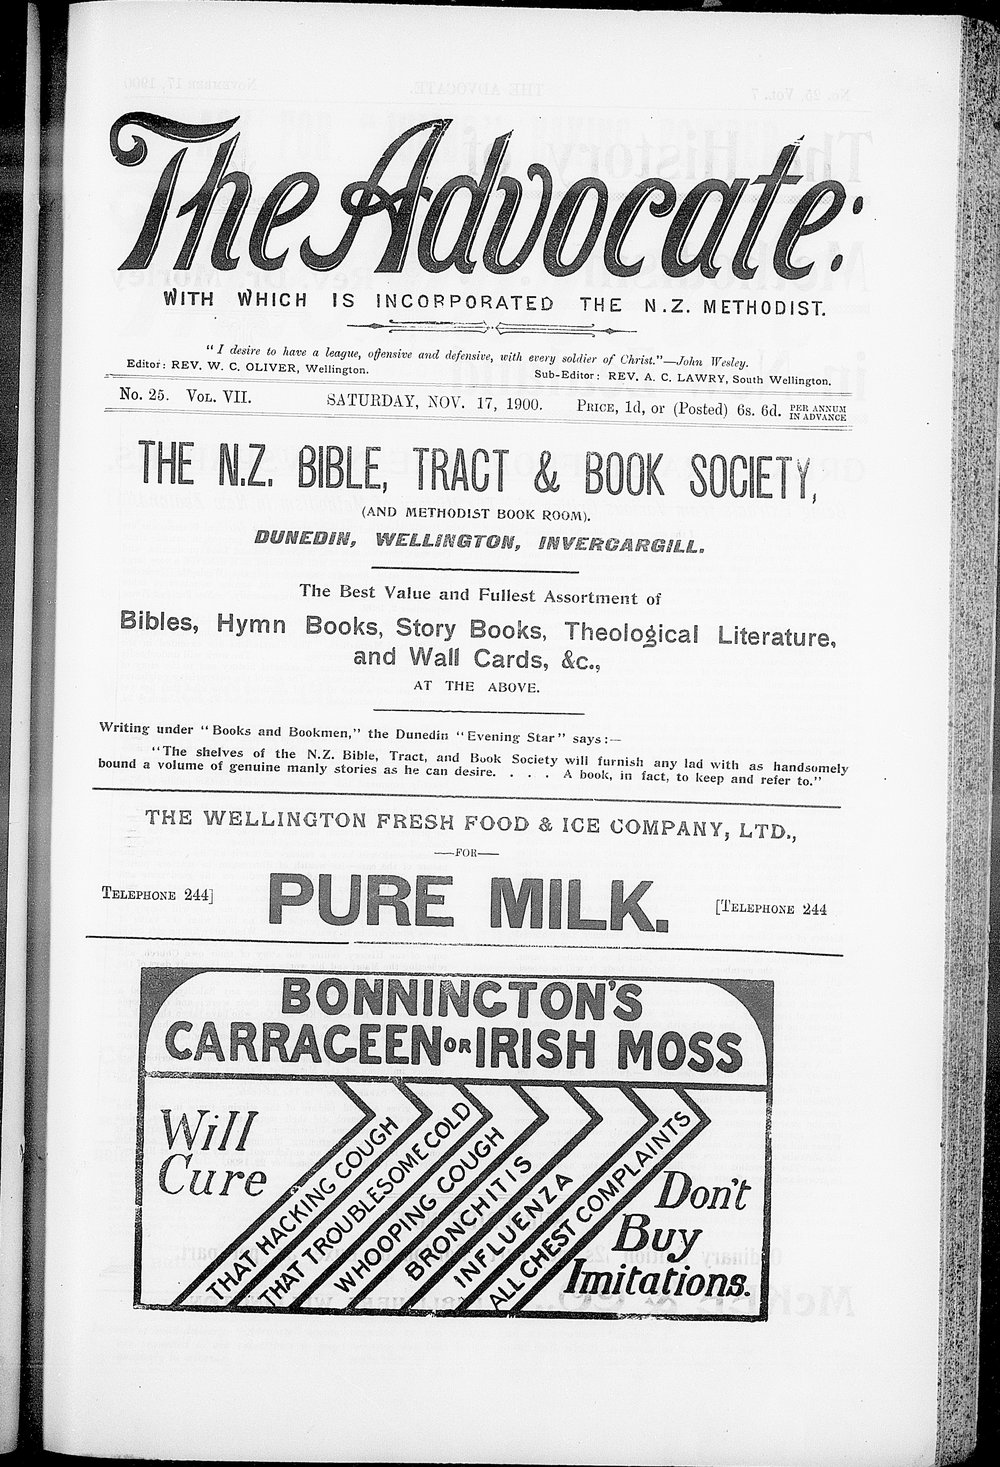 The Advocate:
WITH WHICH IS INCORPORATED THE N.Z. METHODIST.
"I desire to have a league, offensive and defensive, with every soldier of Christ."—John Wesley.
Editor: REV. W. C. OLIVER, Wellington.
Sub-Editor: REV. A. C. LAWRY, South Wellington.
No. 25. VOL. VII. SATURDAY, NOV. 17, 1900. PRICE, 1d, or (Posted) 6s. 6d. PER ANNUM IN ADVANCE
THE N.Z. BIBLE, TRACT & BOOK SOCIETY,
(AND METHODIST BOOK ROOM).
DUNEDIN, WELLINGTON, INVERCARGILL.
The Best Value and Fullest Assortment of
Bibles, Hymn Books, Story Books, Theological Literature,
and Wall Cards, &c.,
AT THE ABOVE.
Writing under "Books and Bookmen," the Dunedin "Evening Star" says:—
"The shelves of the N.Z. Bible, Tract, and Book Society will furnish any lad with as handsomely
bound a volume of genuine manly stories as he can desire. . . . A book, in fact, to keep and refer to."
THE WELLINGTON FRESH FOOD & ICE COMPANY, LTD.,
—FOR—
TELEPHONE 244] PURE MILK. [TELEPHONE 244
BONNINGTON'S
CARRAGEEN OR IRISH MOSS
Will
Cure
THAT HACKING COUGH
THAT TROUBLESOME COLD
WHOOPING COUGH
BRONCHITIS
INFLUENZA
ALL CHEST COMPLAINTS
Don't
Buy
Imitations.